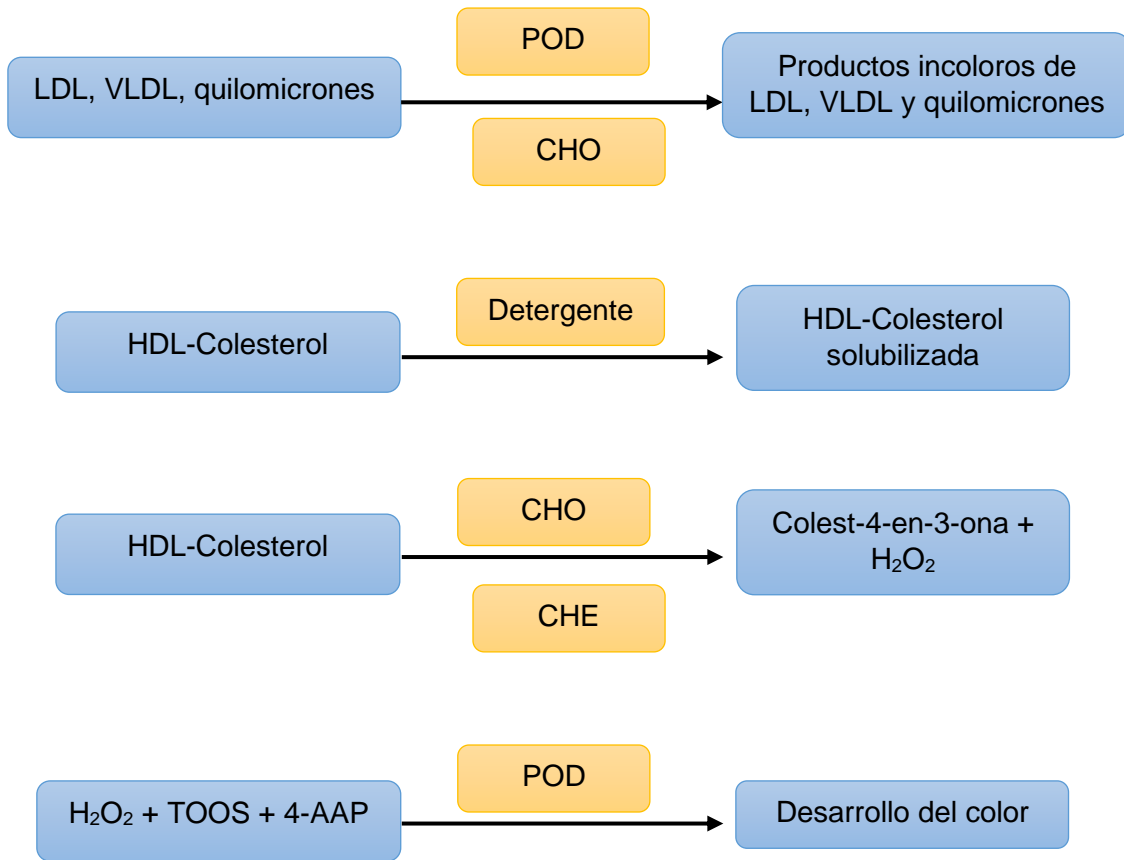 POD
LDL, VLDL, quilomicrones
Productos incoloros de
LDL, VLDL y quilomicrones
CHO
Detergente
HDL-Colesterol
HDL-Colesterol
solubilizada
CHO
HDL-Colesterol
Colest-4-en-3-ona +
H₂O₂
CHE
POD
H₂O₂ + TOOS + 4-AAP
Desarrollo del color